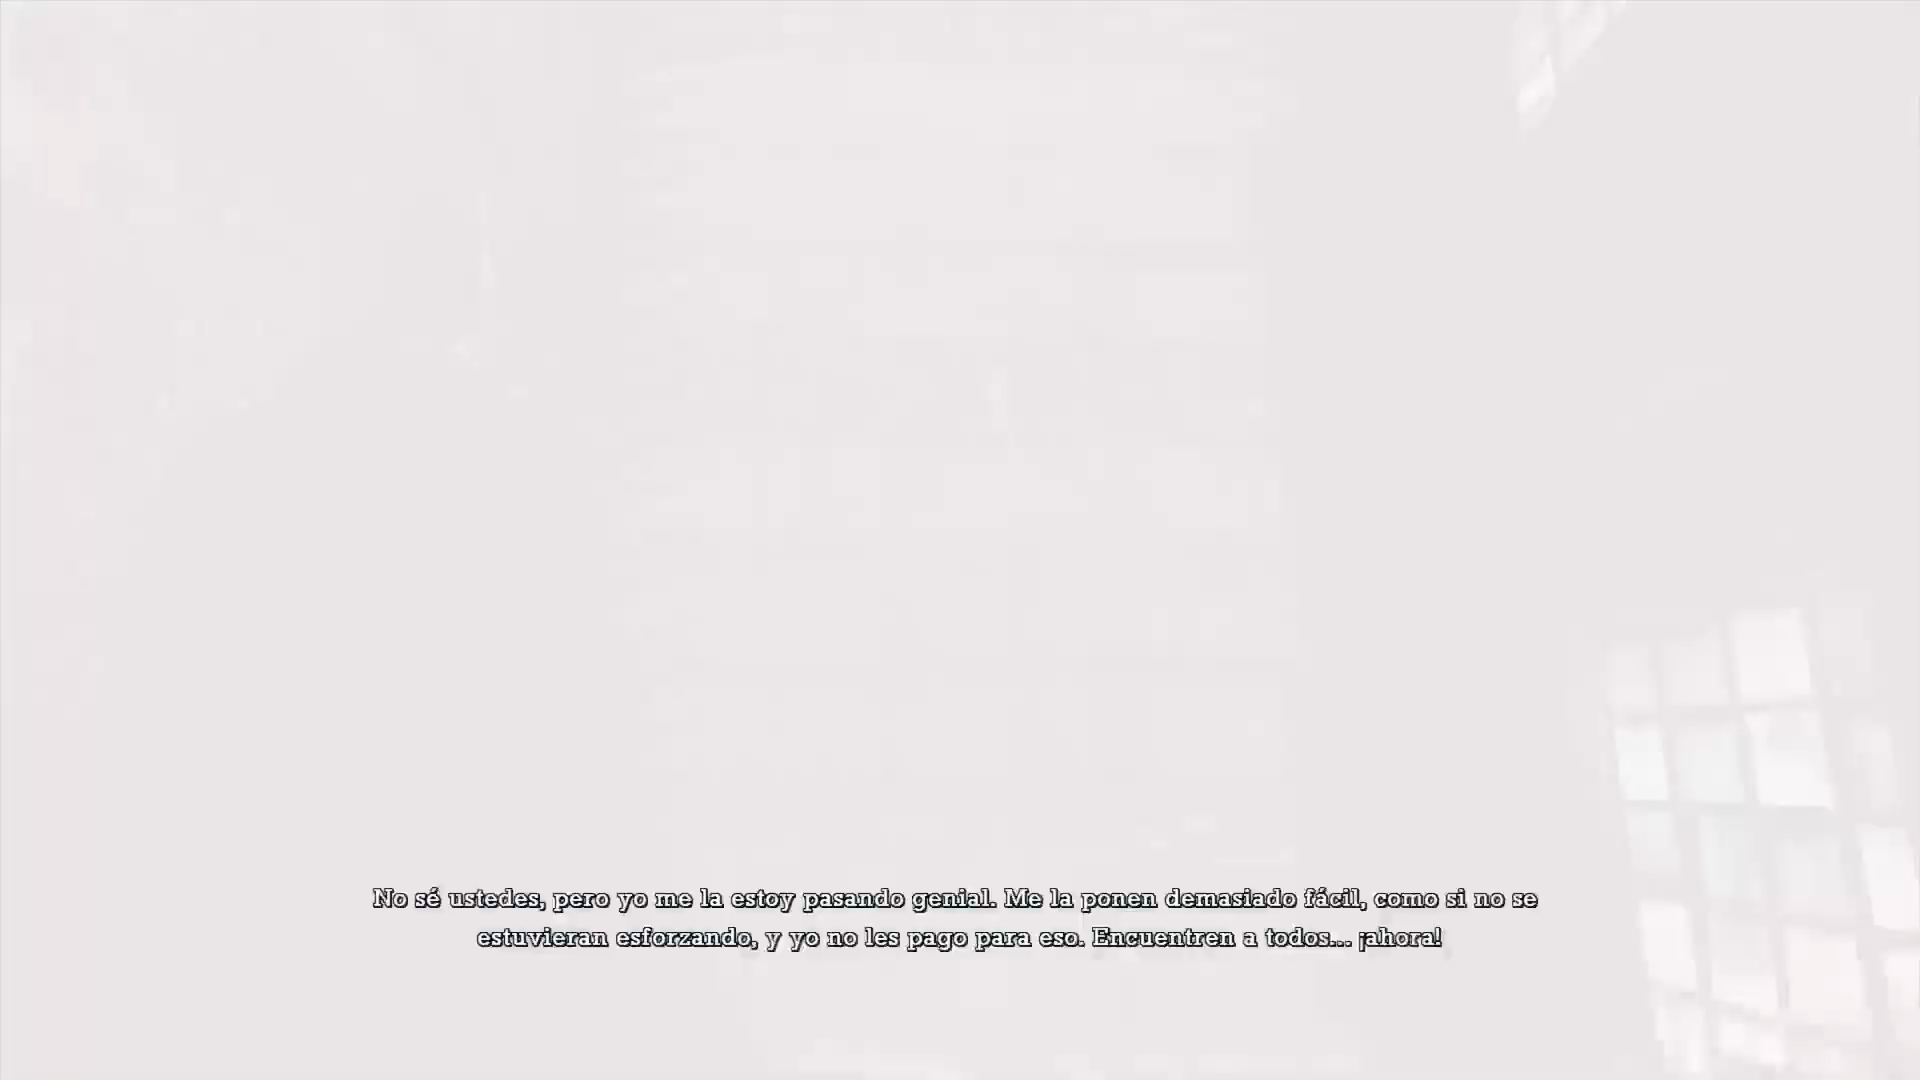 No sé ustedes, pero yo me la estoy pasando genial. Me la ponen demasiado fácil, como si no se
estuvieran esforzando, y yo no les pago para eso. Encuentren a todos... ¡ahora!